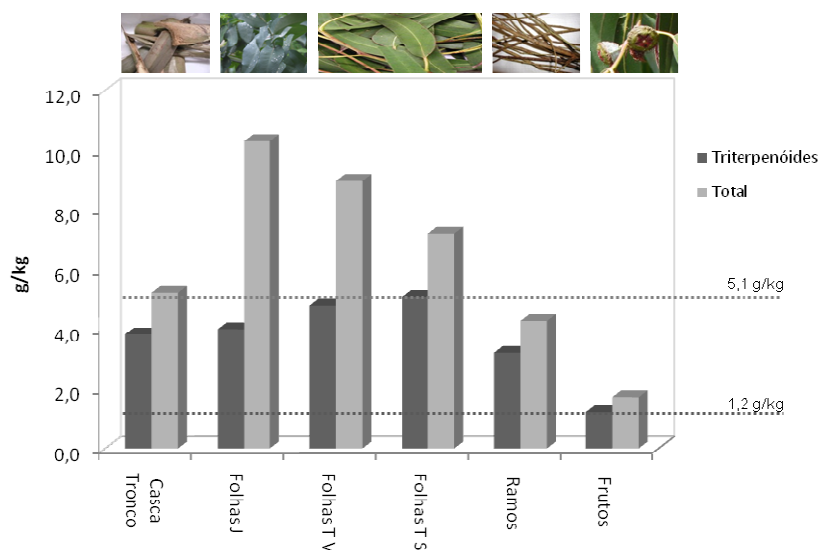 12,0
10,0
8,0
6,0
4,0
2,0
0,0
g/kg
Triterpenóides
Total
5,1 g/kg
1,2 g/kg
Casca
Tronco
Folhas J
Folhas T V
Folhas T S
Ramos
Frutos